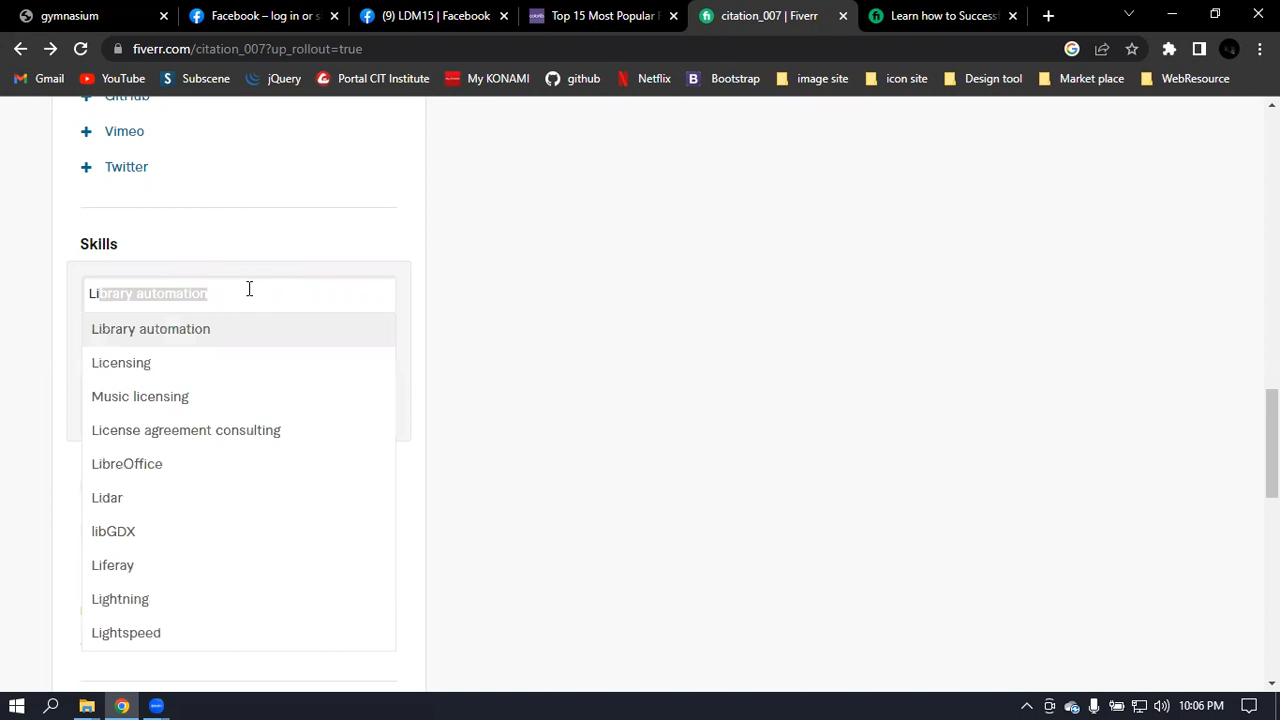 gymnasium
Facebook – log in or s
(9) LDM15 | Facebook
Top 15 Most Popular F
citation_007 | Fiverr
Learn how to Successf
fiverr.com/citation_007?up_rollout=true
Gmail
YouTube
Subscene
jQuery
Portal CIT Institute
My KONAMI
github
Netflix
Bootstrap
image site
icon site
Design tool
Market place
WebResource
GitHub
Vimeo
Twitter
Skills
Library automation
Library automation
Licensing
Music licensing
License agreement consulting
LibreOffice
Lidar
libGDX
Liferay
Lightning
Lightspeed
10:06 PM